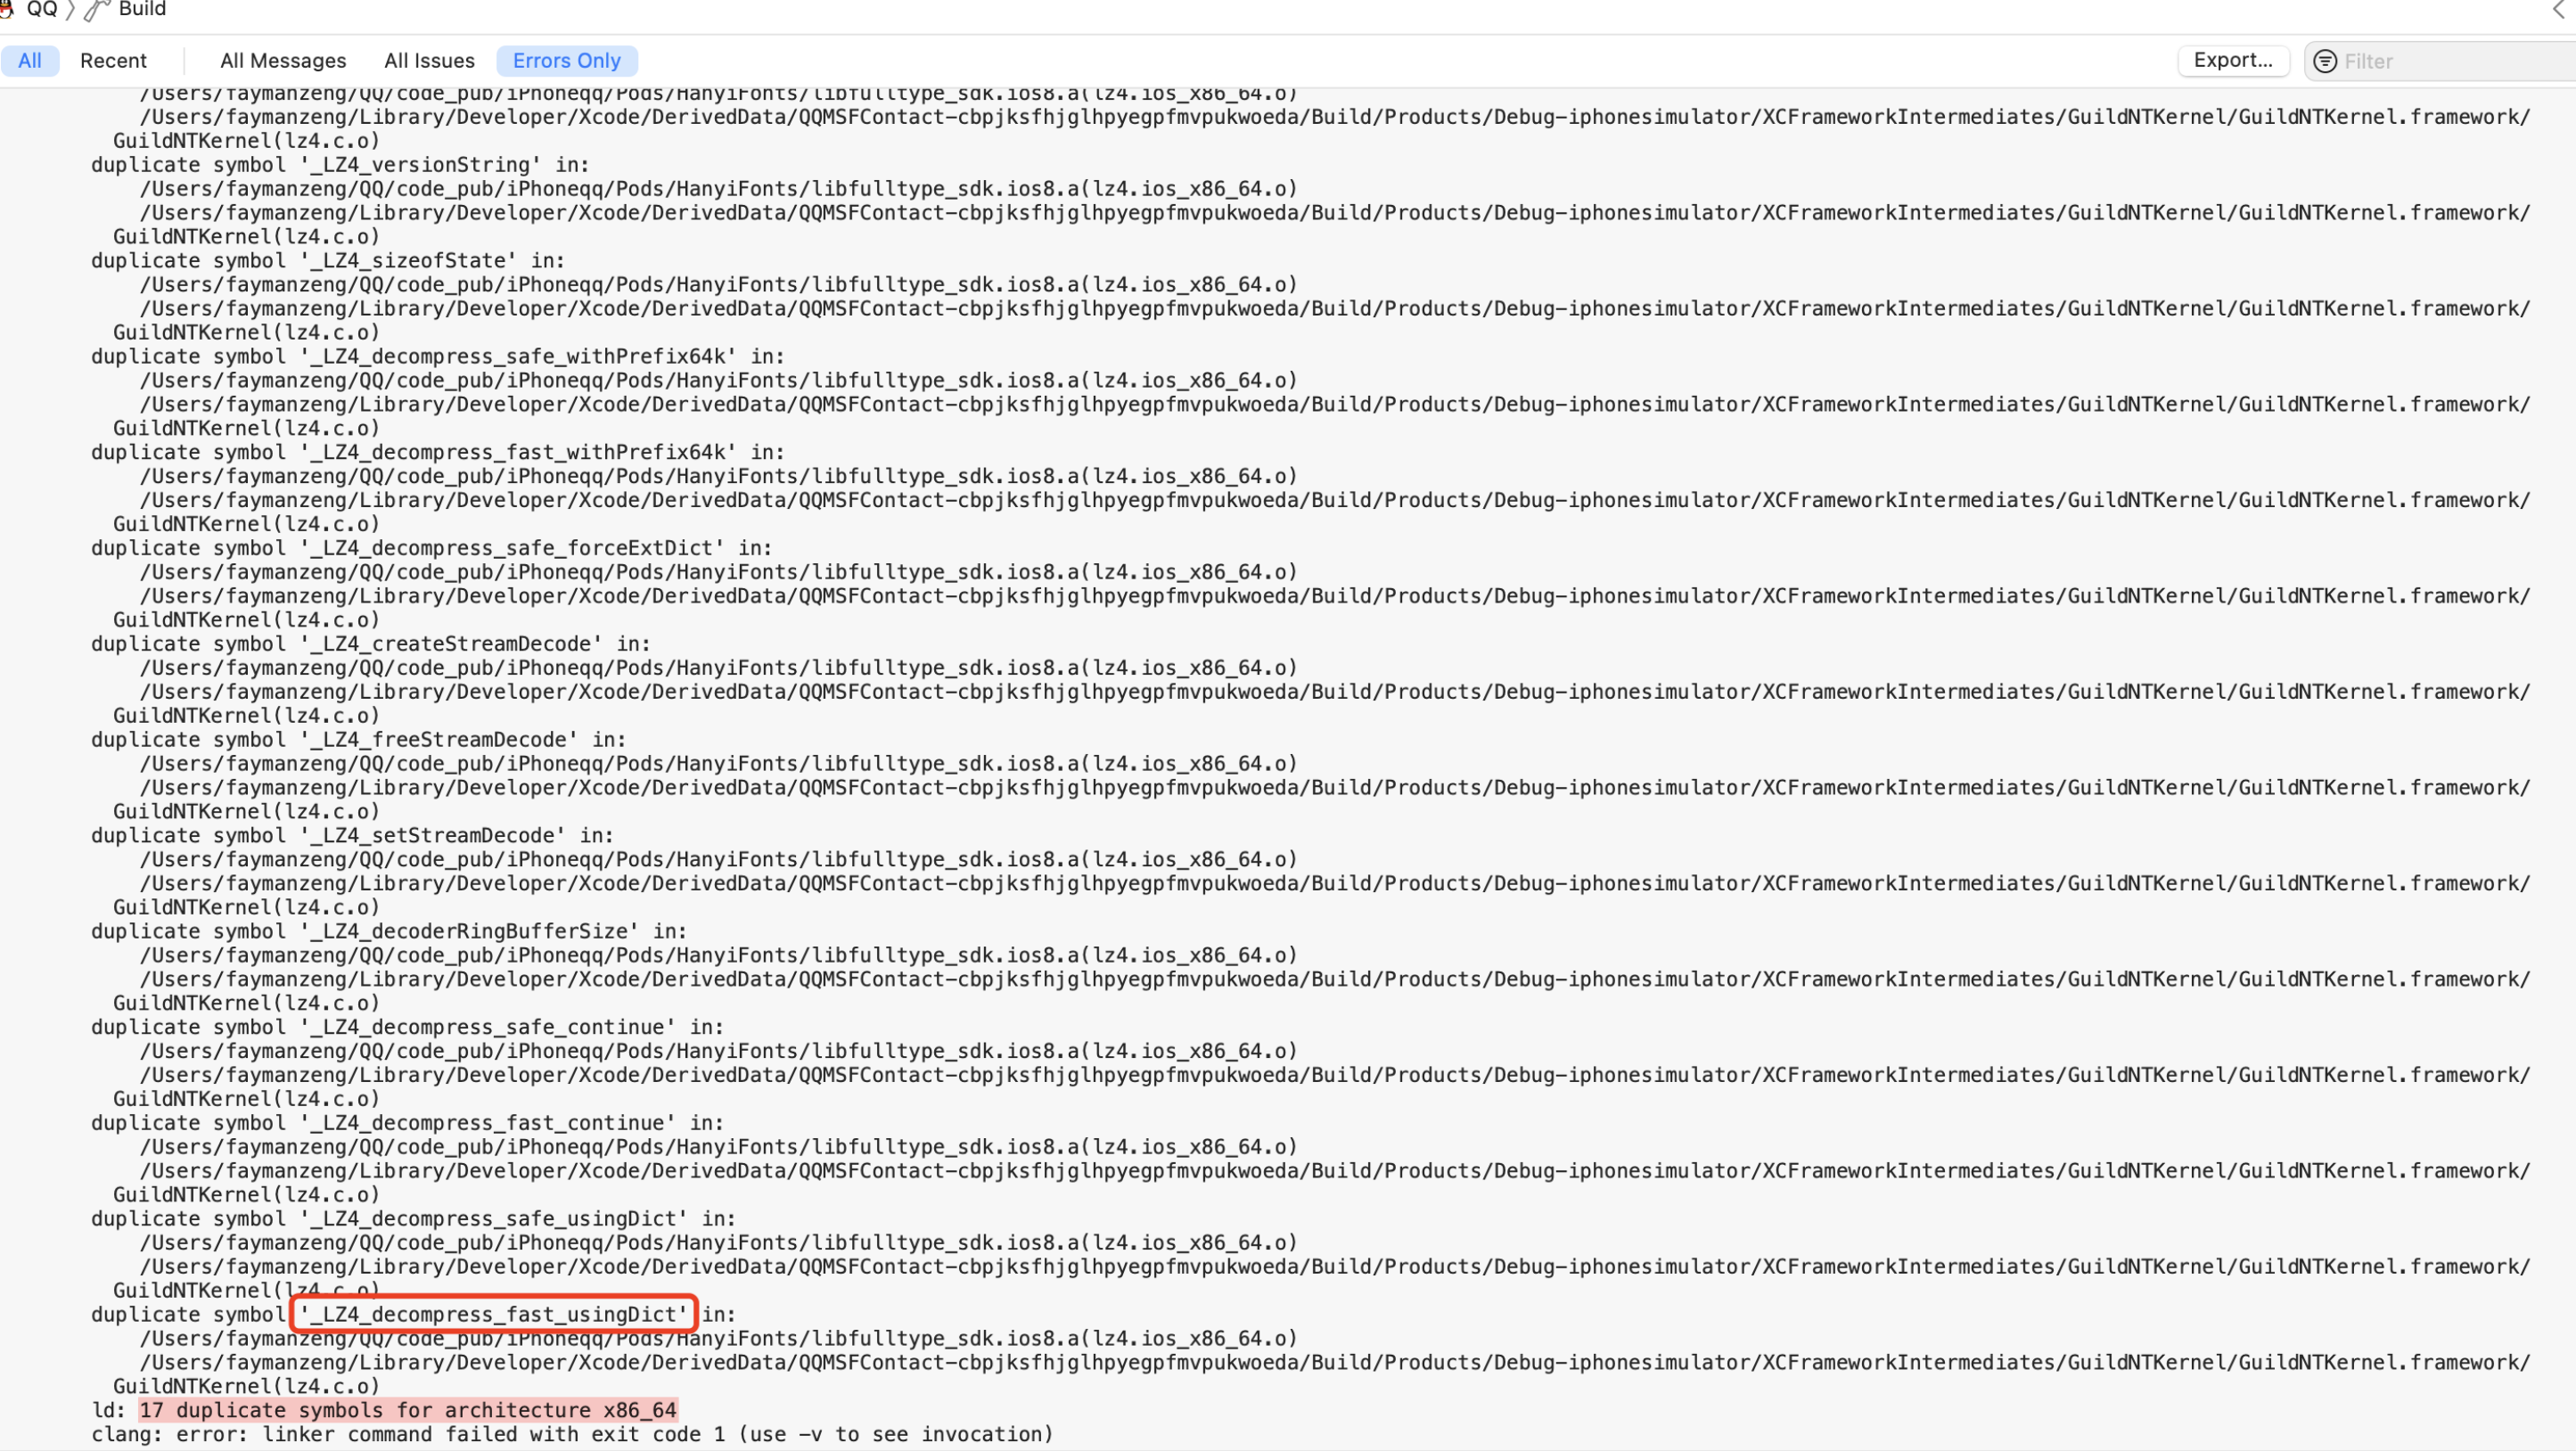 QQ 〉 Build
All Recent All Messages All Issues Errors Only Export... Filter
/Users/faymanzeng/QQ/code_pub/iPhoneqq/Pods/HanyiFonts/libfulltype_sdk.ios8.a(lz4.ios_x86_64.o)
/Users/faymanzeng/Library/Developer/Xcode/DerivedData/QQMSFContact-cbpjksfhjglhpyegpfmvpukwoeda/Build/Products/Debug-iphonesimulator/XCFrameworkIntermediates/GuildNTKernel/GuildNTKernel.framework/
GuildNTKernel(lz4.c.o)
duplicate symbol '_LZ4_versionString' in:
/Users/faymanzeng/QQ/code_pub/iPhoneqq/Pods/HanyiFonts/libfulltype_sdk.ios8.a(lz4.ios_x86_64.o)
/Users/faymanzeng/Library/Developer/Xcode/DerivedData/QQMSFContact-cbpjksfhjglhpyegpfmvpukwoeda/Build/Products/Debug-iphonesimulator/XCFrameworkIntermediates/GuildNTKernel/GuildNTKernel.framework/
GuildNTKernel(lz4.c.o)
duplicate symbol '_LZ4_sizeofState' in:
/Users/faymanzeng/QQ/code_pub/iPhoneqq/Pods/HanyiFonts/libfulltype_sdk.ios8.a(lz4.ios_x86_64.o)
/Users/faymanzeng/Library/Developer/Xcode/DerivedData/QQMSFContact-cbpjksfhjglhpyegpfmvpukwoeda/Build/Products/Debug-iphonesimulator/XCFrameworkIntermediates/GuildNTKernel/GuildNTKernel.framework/
GuildNTKernel(lz4.c.o)
duplicate symbol '_LZ4_decompress_safe_withPrefix64k' in:
/Users/faymanzeng/QQ/code_pub/iPhoneqq/Pods/HanyiFonts/libfulltype_sdk.ios8.a(lz4.ios_x86_64.o)
/Users/faymanzeng/Library/Developer/Xcode/DerivedData/QQMSFContact-cbpjksfhjglhpyegpfmvpukwoeda/Build/Products/Debug-iphonesimulator/XCFrameworkIntermediates/GuildNTKernel/GuildNTKernel.framework/
GuildNTKernel(lz4.c.o)
duplicate symbol '_LZ4_decompress_fast_withPrefix64k' in:
/Users/faymanzeng/QQ/code_pub/iPhoneqq/Pods/HanyiFonts/libfulltype_sdk.ios8.a(lz4.ios_x86_64.o)
/Users/faymanzeng/Library/Developer/Xcode/DerivedData/QQMSFContact-cbpjksfhjglhpyegpfmvpukwoeda/Build/Products/Debug-iphonesimulator/XCFrameworkIntermediates/GuildNTKernel/GuildNTKernel.framework/
GuildNTKernel(lz4.c.o)
duplicate symbol '_LZ4_decompress_safe_forceExtDict' in:
/Users/faymanzeng/QQ/code_pub/iPhoneqq/Pods/HanyiFonts/libfulltype_sdk.ios8.a(lz4.ios_x86_64.o)
/Users/faymanzeng/Library/Developer/Xcode/DerivedData/QQMSFContact-cbpjksfhjglhpyegpfmvpukwoeda/Build/Products/Debug-iphonesimulator/XCFrameworkIntermediates/GuildNTKernel/GuildNTKernel.framework/
GuildNTKernel(lz4.c.o)
duplicate symbol '_LZ4_createStreamDecode' in:
/Users/faymanzeng/QQ/code_pub/iPhoneqq/Pods/HanyiFonts/libfulltype_sdk.ios8.a(lz4.ios_x86_64.o)
/Users/faymanzeng/Library/Developer/Xcode/DerivedData/QQMSFContact-cbpjksfhjglhpyegpfmvpukwoeda/Build/Products/Debug-iphonesimulator/XCFrameworkIntermediates/GuildNTKernel/GuildNTKernel.framework/
GuildNTKernel(lz4.c.o)
duplicate symbol '_LZ4_freeStreamDecode' in:
/Users/faymanzeng/QQ/code_pub/iPhoneqq/Pods/HanyiFonts/libfulltype_sdk.ios8.a(lz4.ios_x86_64.o)
/Users/faymanzeng/Library/Developer/Xcode/DerivedData/QQMSFContact-cbpjksfhjglhpyegpfmvpukwoeda/Build/Products/Debug-iphonesimulator/XCFrameworkIntermediates/GuildNTKernel/GuildNTKernel.framework/
GuildNTKernel(lz4.c.o)
duplicate symbol '_LZ4_setStreamDecode' in:
/Users/faymanzeng/QQ/code_pub/iPhoneqq/Pods/HanyiFonts/libfulltype_sdk.ios8.a(lz4.ios_x86_64.o)
/Users/faymanzeng/Library/Developer/Xcode/DerivedData/QQMSFContact-cbpjksfhjglhpyegpfmvpukwoeda/Build/Products/Debug-iphonesimulator/XCFrameworkIntermediates/GuildNTKernel/GuildNTKernel.framework/
GuildNTKernel(lz4.c.o)
duplicate symbol '_LZ4_decoderRingBufferSize' in:
/Users/faymanzeng/QQ/code_pub/iPhoneqq/Pods/HanyiFonts/libfulltype_sdk.ios8.a(lz4.ios_x86_64.o)
/Users/faymanzeng/Library/Developer/Xcode/DerivedData/QQMSFContact-cbpjksfhjglhpyegpfmvpukwoeda/Build/Products/Debug-iphonesimulator/XCFrameworkIntermediates/GuildNTKernel/GuildNTKernel.framework/
GuildNTKernel(lz4.c.o)
duplicate symbol '_LZ4_decompress_safe_continue' in:
/Users/faymanzeng/QQ/code_pub/iPhoneqq/Pods/HanyiFonts/libfulltype_sdk.ios8.a(lz4.ios_x86_64.o)
/Users/faymanzeng/Library/Developer/Xcode/DerivedData/QQMSFContact-cbpjksfhjglhpyegpfmvpukwoeda/Build/Products/Debug-iphonesimulator/XCFrameworkIntermediates/GuildNTKernel/GuildNTKernel.framework/
GuildNTKernel(lz4.c.o)
duplicate symbol '_LZ4_decompress_fast_continue' in:
/Users/faymanzeng/QQ/code_pub/iPhoneqq/Pods/HanyiFonts/libfulltype_sdk.ios8.a(lz4.ios_x86_64.o)
/Users/faymanzeng/Library/Developer/Xcode/DerivedData/QQMSFContact-cbpjksfhjglhpyegpfmvpukwoeda/Build/Products/Debug-iphonesimulator/XCFrameworkIntermediates/GuildNTKernel/GuildNTKernel.framework/
GuildNTKernel(lz4.c.o)
duplicate symbol '_LZ4_decompress_safe_usingDict' in:
/Users/faymanzeng/QQ/code_pub/iPhoneqq/Pods/HanyiFonts/libfulltype_sdk.ios8.a(lz4.ios_x86_64.o)
/Users/faymanzeng/Library/Developer/Xcode/DerivedData/QQMSFContact-cbpjksfhjglhpyegpfmvpukwoeda/Build/Products/Debug-iphonesimulator/XCFrameworkIntermediates/GuildNTKernel/GuildNTKernel.framework/
GuildNTKernel(lz4.c.o)
duplicate symbol '_LZ4_decompress_fast_usingDict' in:
/Users/faymanzeng/QQ/code_pub/iPhoneqq/Pods/HanyiFonts/libfulltype_sdk.ios8.a(lz4.ios_x86_64.o)
/Users/faymanzeng/Library/Developer/Xcode/DerivedData/QQMSFContact-cbpjksfhjglhpyegpfmvpukwoeda/Build/Products/Debug-iphonesimulator/XCFrameworkIntermediates/GuildNTKernel/GuildNTKernel.framework/
GuildNTKernel(lz4.c.o)
ld: 17 duplicate symbols for architecture x86_64
clang: error: linker command failed with exit code 1 (use -v to see invocation)